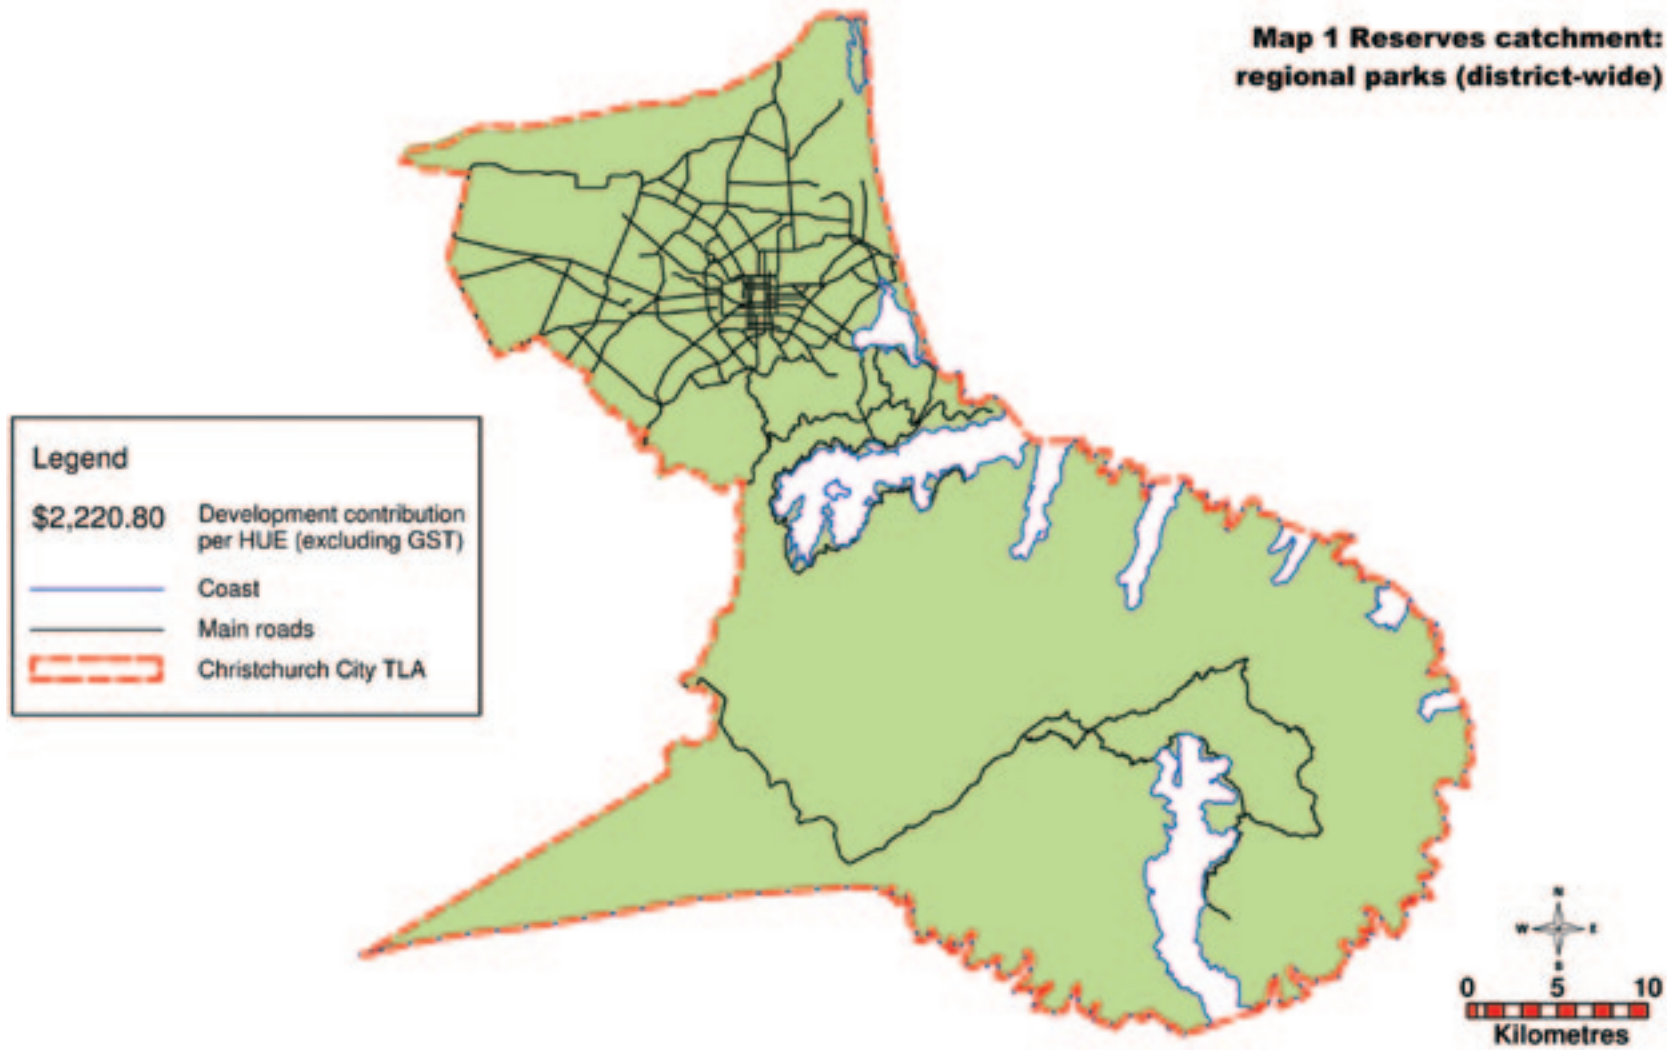 Map 1 Reserves catchment:
regional parks (district-wide)
Legend
$2,220.80 Development contribution
per HUE (excluding GST)
Coast
Main roads
Christchurch City TLA
N
W E
S
0 5 10
Kilometres